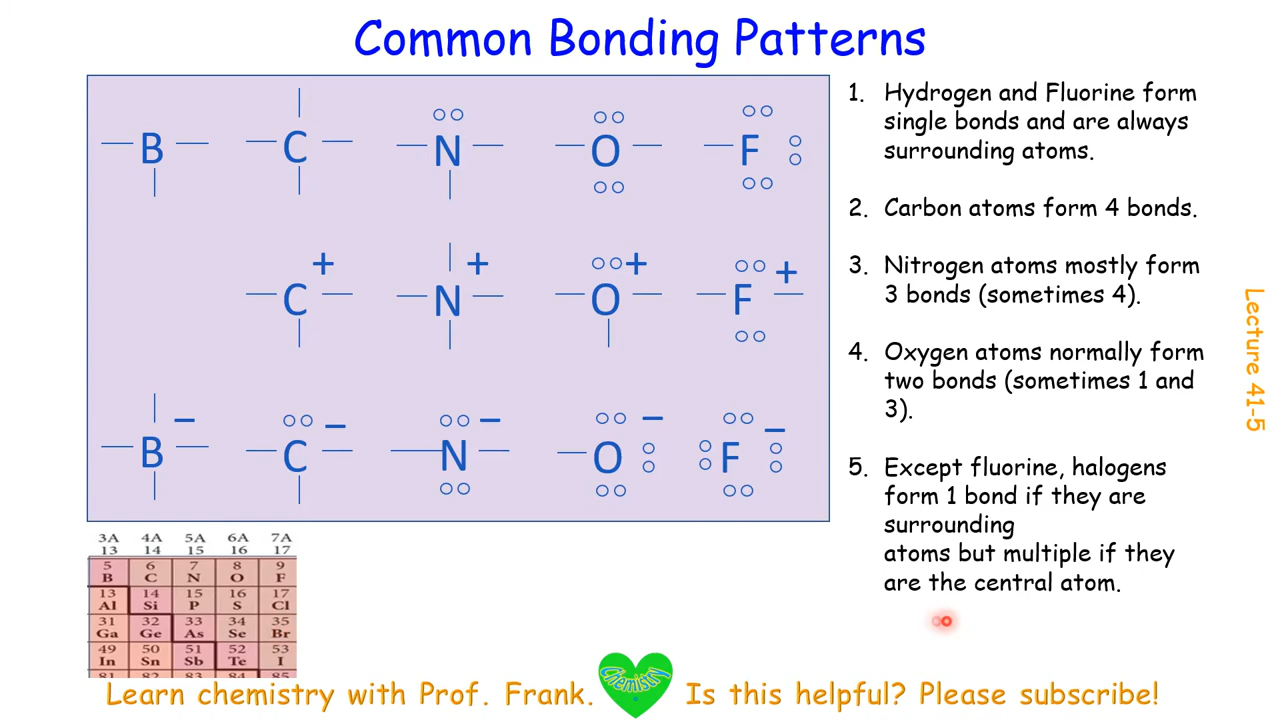 Common Bonding Patterns
B C N O F
C + N + O + F +
B − C − N − O − F −
1. Hydrogen and Fluorine form
single bonds and are always
surrounding atoms.
2. Carbon atoms form 4 bonds.
3. Nitrogen atoms mostly form
3 bonds (sometimes 4).
4. Oxygen atoms normally form
two bonds (sometimes 1 and
3).
5. Except fluorine, halogens
form 1 bond if they are
surrounding
atoms but multiple if they
are the central atom.
Lecture 41-5
3A 4A 5A 6A 7A
13 14 15 16 17
5 6 7 8 9
B C N O F
13 14 15 16 17
Al Si P S Cl
31 32 33 34 35
Ga Ge As Se Br
49 50 51 52 53
In Sn Sb Te I
81 82 83 84 85
Learn chemistry with Prof. Frank.
Chemistry
Is this helpful? Please subscribe!